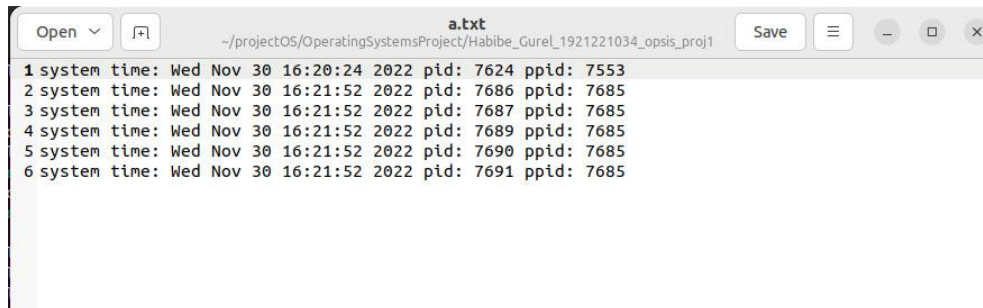 Open
a.txt
~/projectOS/OperatingSystemsProject/Habibe_Gurel_1921221034_opsis_proj1
Save
1 system time: Wed Nov 30 16:20:24 2022 pid: 7624 ppid: 7553
2 system time: Wed Nov 30 16:21:52 2022 pid: 7686 ppid: 7685
3 system time: Wed Nov 30 16:21:52 2022 pid: 7687 ppid: 7685
4 system time: Wed Nov 30 16:21:52 2022 pid: 7689 ppid: 7685
5 system time: Wed Nov 30 16:21:52 2022 pid: 7690 ppid: 7685
6 system time: Wed Nov 30 16:21:52 2022 pid: 7691 ppid: 7685